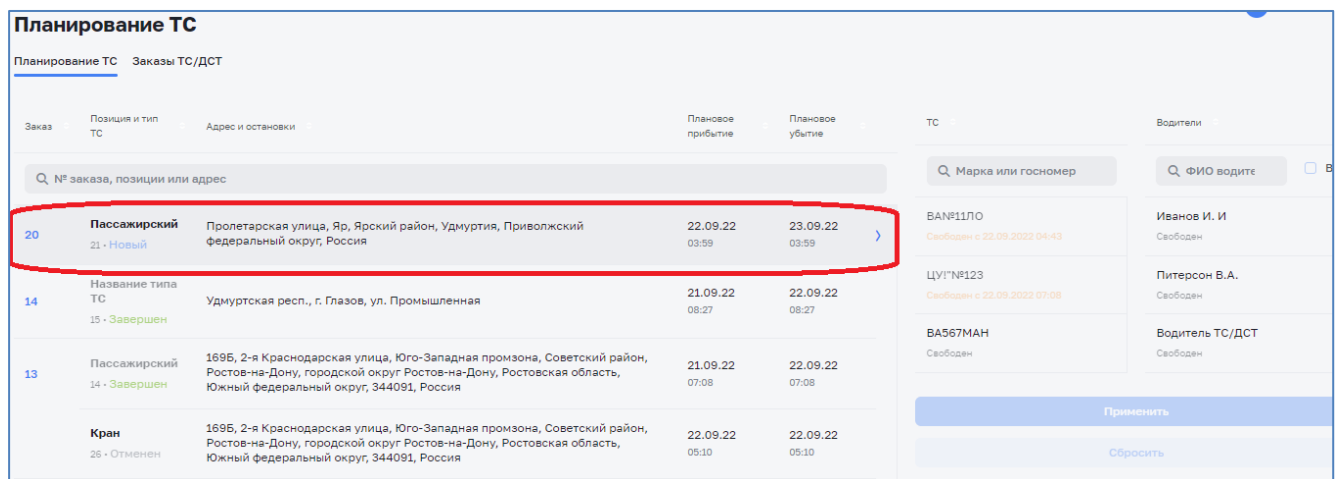 Планирование ТС
Планирование ТС Заказы ТС/ДСТ
Заказ
Позиция и тип
ТС
Адрес и остановки
Плановое
прибытие
Плановое
убытие
ТС
Водители
№ заказа, позиции или адрес
Марка или госномер
ФИО водите
В
20
Пассажирский
21 · Новый
Пролетарская улица, Яр, Ярский район, Удмуртия, Приволжский
федеральный округ, Россия
22.09.22
03:59
23.09.22
03:59
14
Название типа
ТС
15 · Завершен
Удмуртская респ., г. Глазов, ул. Промышленная
21.09.22
08:27
22.09.22
08:27
13
Пассажирский
14 · Завершен
169Б, 2-я Краснодарская улица, Юго-Западная промзона, Советский район,
Ростов-на-Дону, городской округ Ростов-на-Дону, Ростовская область,
Южный федеральный округ, 344091, Россия
21.09.22
07:08
22.09.22
07:08
Кран
26 · Отменен
169Б, 2-я Краснодарская улица, Юго-Западная промзона, Советский район,
Ростов-на-Дону, городской округ Ростов-на-Дону, Ростовская область,
Южный федеральный округ, 344091, Россия
22.09.22
05:10
22.09.22
05:10
ВА№11ЛО
Свободен с 22.09.2022 04:43
Иванов И. И
Свободен
ЦУ!"№123
Свободен с 22.09.2022 07:08
Питерсон В.А.
Свободен
ВА567МАН
Свободен
Водитель ТС/ДСТ
Свободен
Применить
Сбросить